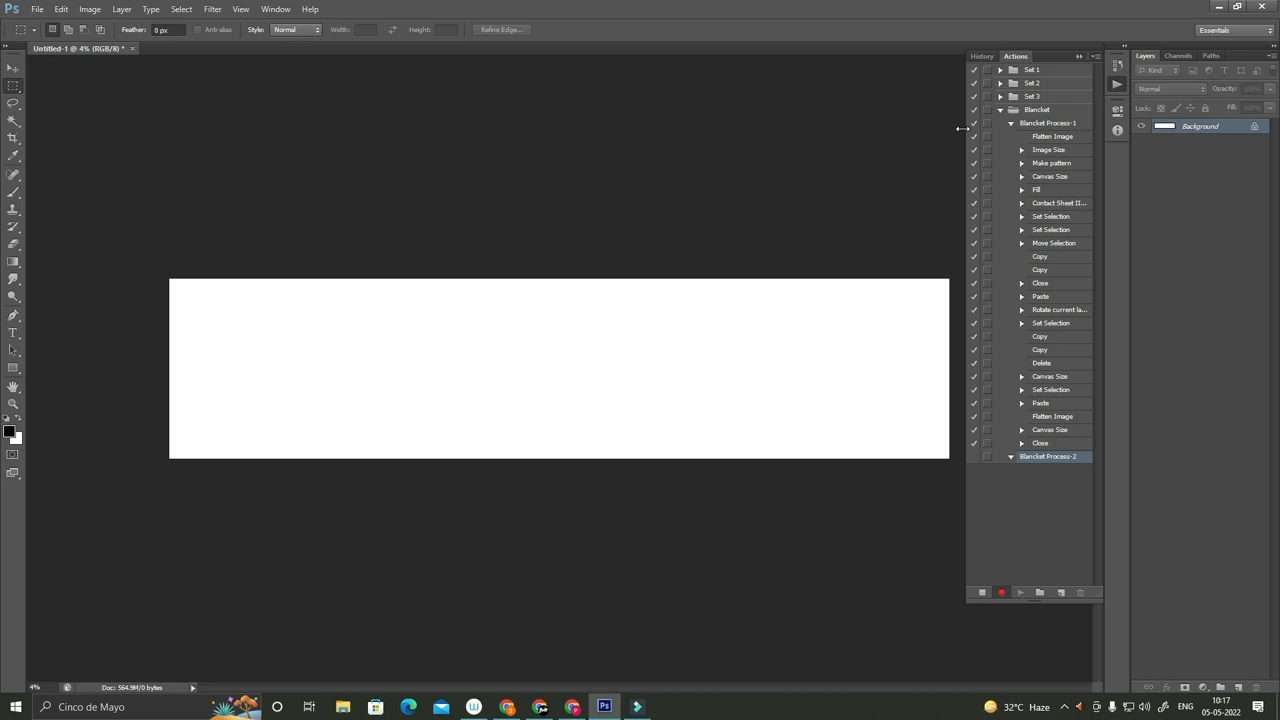 Ps File Edit Image Layer Type Select Filter View Window Help
Feather: 0 px Anti-alias Style: Normal Width: Height: Refine Edge... Essentials
Untitled-1 @ 4% (RGB/8) * ×
History Actions
Layers Channels Paths
Kind
Normal Opacity: 100%
Lock: Fill: 100%
Background
Set 1
Set 2
Set 3
Blancket
Blancket Process-1
Flatten Image
Image Size
Make pattern
Canvas Size
Fill
Contact Sheet II...
Set Selection
Set Selection
Move Selection
Copy
Copy
Close
Paste
Rotate current la...
Set Selection
Copy
Copy
Delete
Canvas Size
Set Selection
Paste
Flatten Image
Canvas Size
Close
Blancket Process-2
4% Doc: 564.9M/0 bytes
Cinco de Mayo
32°C Haze
ENG
10:17
05-05-2022